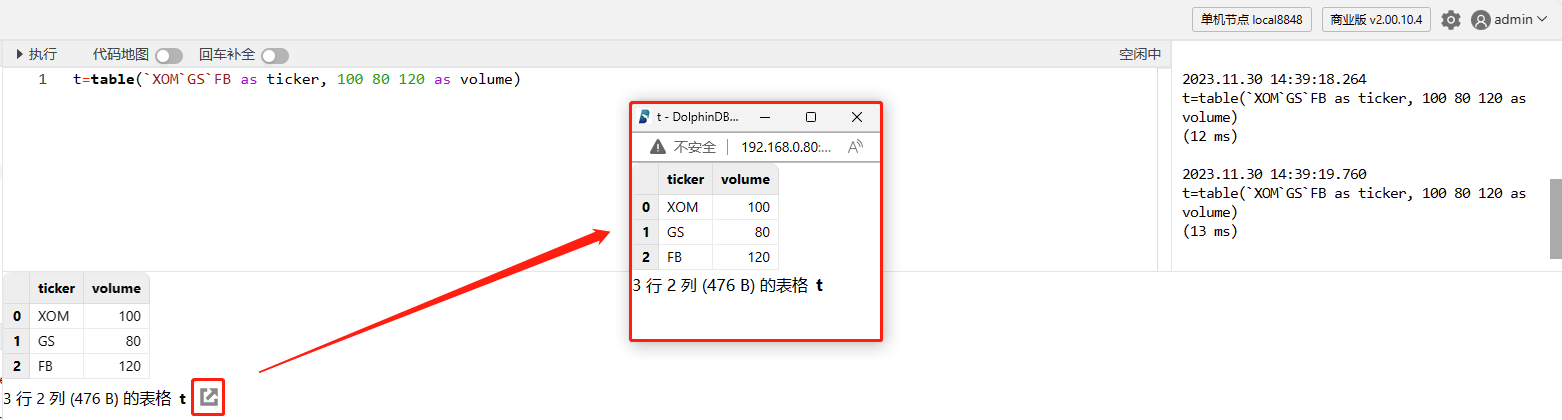 单机节点 local8848 商业版 v2.00.10.4 admin
执行 代码地图 回车补全 空闲中
1 t=table(`XOM`GS`FB as ticker, 100 80 120 as volume)
2023.11.30 14:39:18.264
t=table(`XOM`GS`FB as ticker, 100 80 120 as
volume)
(12 ms)
2023.11.30 14:39:19.760
t=table(`XOM`GS`FB as ticker, 100 80 120 as
volume)
(13 ms)
t - DolphinDB...
不安全 192.168.0.80:... A
ticker volume
0 XOM 100
1 GS 80
2 FB 120
3 行 2 列 (476 B) 的表格 t
ticker volume
0 XOM 100
1 GS 80
2 FB 120
3 行 2 列 (476 B) 的表格 t